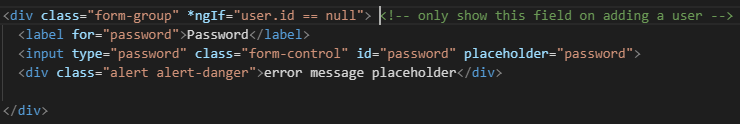 <div class="form-group" *ngIf="user.id == null"> <!-- only show this field on adding a user -->
<label for="password">Password</label>
<input type="password" class="form-control" id="password" placeholder="password">
<div class="alert alert-danger">error message placeholder</div>
</div>